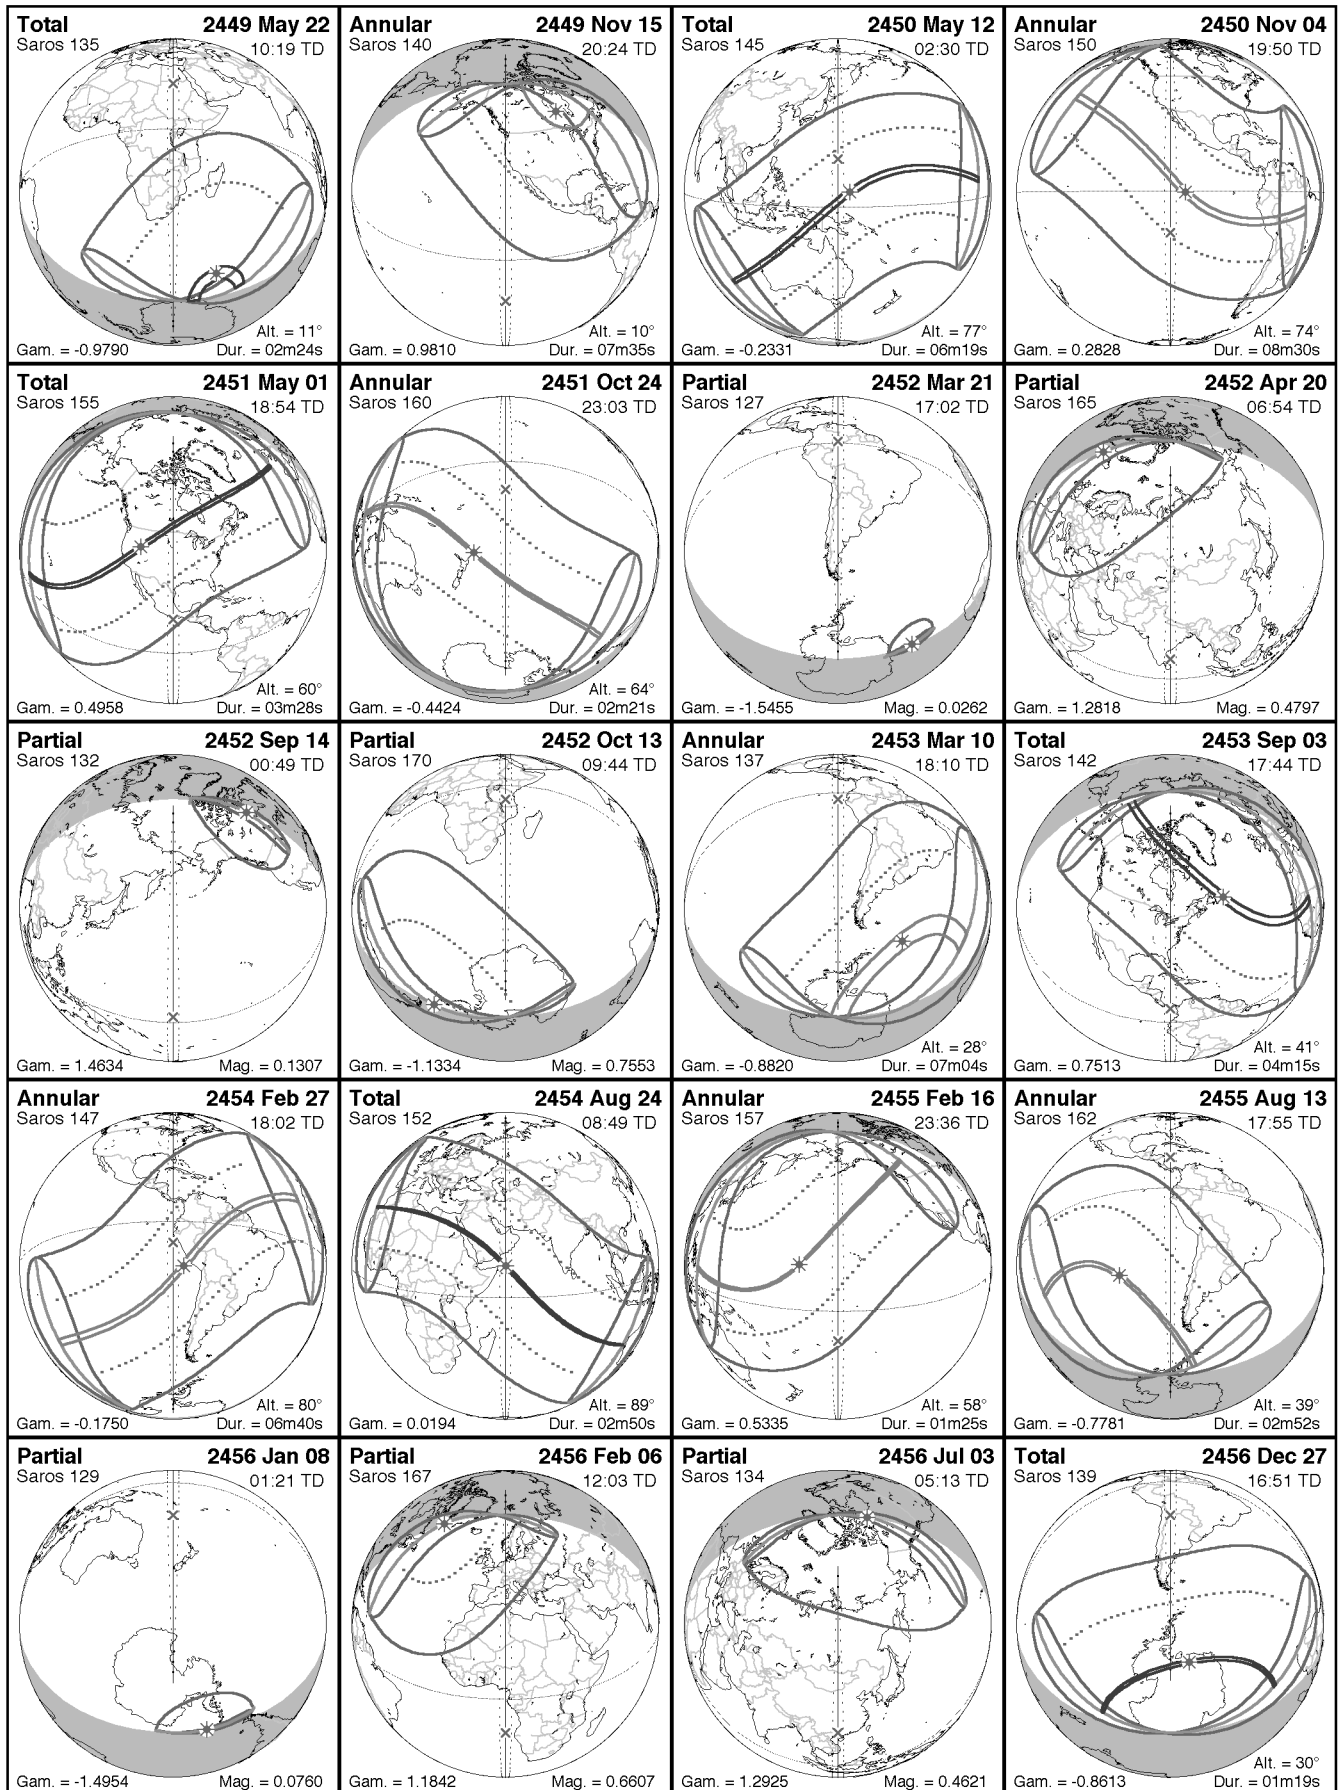 Total 2449 May 22
Saros 135 10:19 TD
Alt. = 11°
Gam. = -0.9790 Dur. = 02m24s
Annular 2449 Nov 15
Saros 140 20:24 TD
Alt. = 10°
Gam. = 0.9810 Dur. = 07m35s
Total 2450 May 12
Saros 145 02:30 TD
Alt. = 77°
Gam. = -0.2331 Dur. = 06m19s
Annular 2450 Nov 04
Saros 150 19:50 TD
Alt. = 74°
Gam. = 0.2828 Dur. = 08m30s
Total 2451 May 01
Saros 155 18:54 TD
Alt. = 60°
Gam. = 0.4958 Dur. = 03m28s
Annular 2451 Oct 24
Saros 160 23:03 TD
Alt. = 64°
Gam. = -0.4424 Dur. = 02m21s
Partial 2452 Mar 21
Saros 127 17:02 TD
Gam. = -1.5455 Mag. = 0.0262
Partial 2452 Apr 20
Saros 165 06:54 TD
Gam. = 1.2818 Mag. = 0.4797
Partial 2452 Sep 14
Saros 132 00:49 TD
Gam. = 1.4634 Mag. = 0.1307
Partial 2452 Oct 13
Saros 170 09:44 TD
Gam. = -1.1334 Mag. = 0.7553
Annular 2453 Mar 10
Saros 137 18:10 TD
Alt. = 28°
Gam. = -0.8820 Dur. = 07m04s
Total 2453 Sep 03
Saros 142 17:44 TD
Alt. = 41°
Gam. = 0.7513 Dur. = 04m15s
Annular 2454 Feb 27
Saros 147 18:02 TD
Alt. = 80°
Gam. = -0.1750 Dur. = 06m40s
Total 2454 Aug 24
Saros 152 08:49 TD
Alt. = 89°
Gam. = 0.0194 Dur. = 02m50s
Annular 2455 Feb 16
Saros 157 23:36 TD
Alt. = 58°
Gam. = 0.5335 Dur. = 01m25s
Annular 2455 Aug 13
Saros 162 17:55 TD
Alt. = 39°
Gam. = -0.7781 Dur. = 02m52s
Partial 2456 Jan 08
Saros 129 01:21 TD
Gam. = -1.4954 Mag. = 0.0760
Partial 2456 Feb 06
Saros 167 12:03 TD
Gam. = 1.1842 Mag. = 0.6607
Partial 2456 Jul 03
Saros 134 05:13 TD
Gam. = 1.2925 Mag. = 0.4621
Total 2456 Dec 27
Saros 139 16:51 TD
Alt. = 30°
Gam. = -0.8613 Dur. = 01m19s